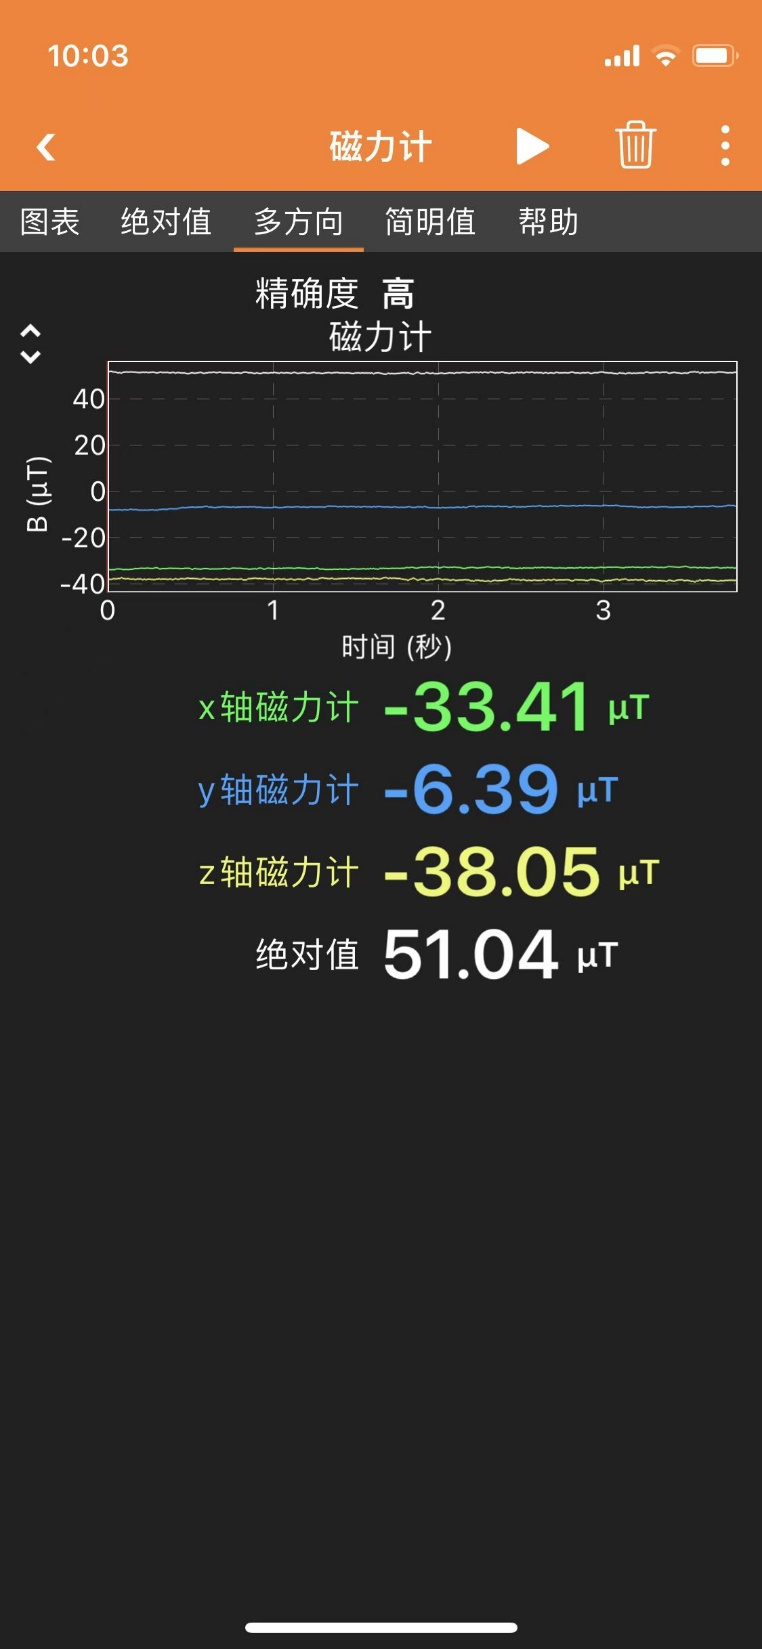 10:03
磁力计
图表 绝对值 多方向 简明值 帮助
精确度 高
磁力计
40
20
0
-20
-40
B (µT)
0 1 2 3
时间 (秒)
x轴磁力计 -33.41 µT
y轴磁力计 -6.39 µT
z轴磁力计 -38.05 µT
绝对值 51.04 µT